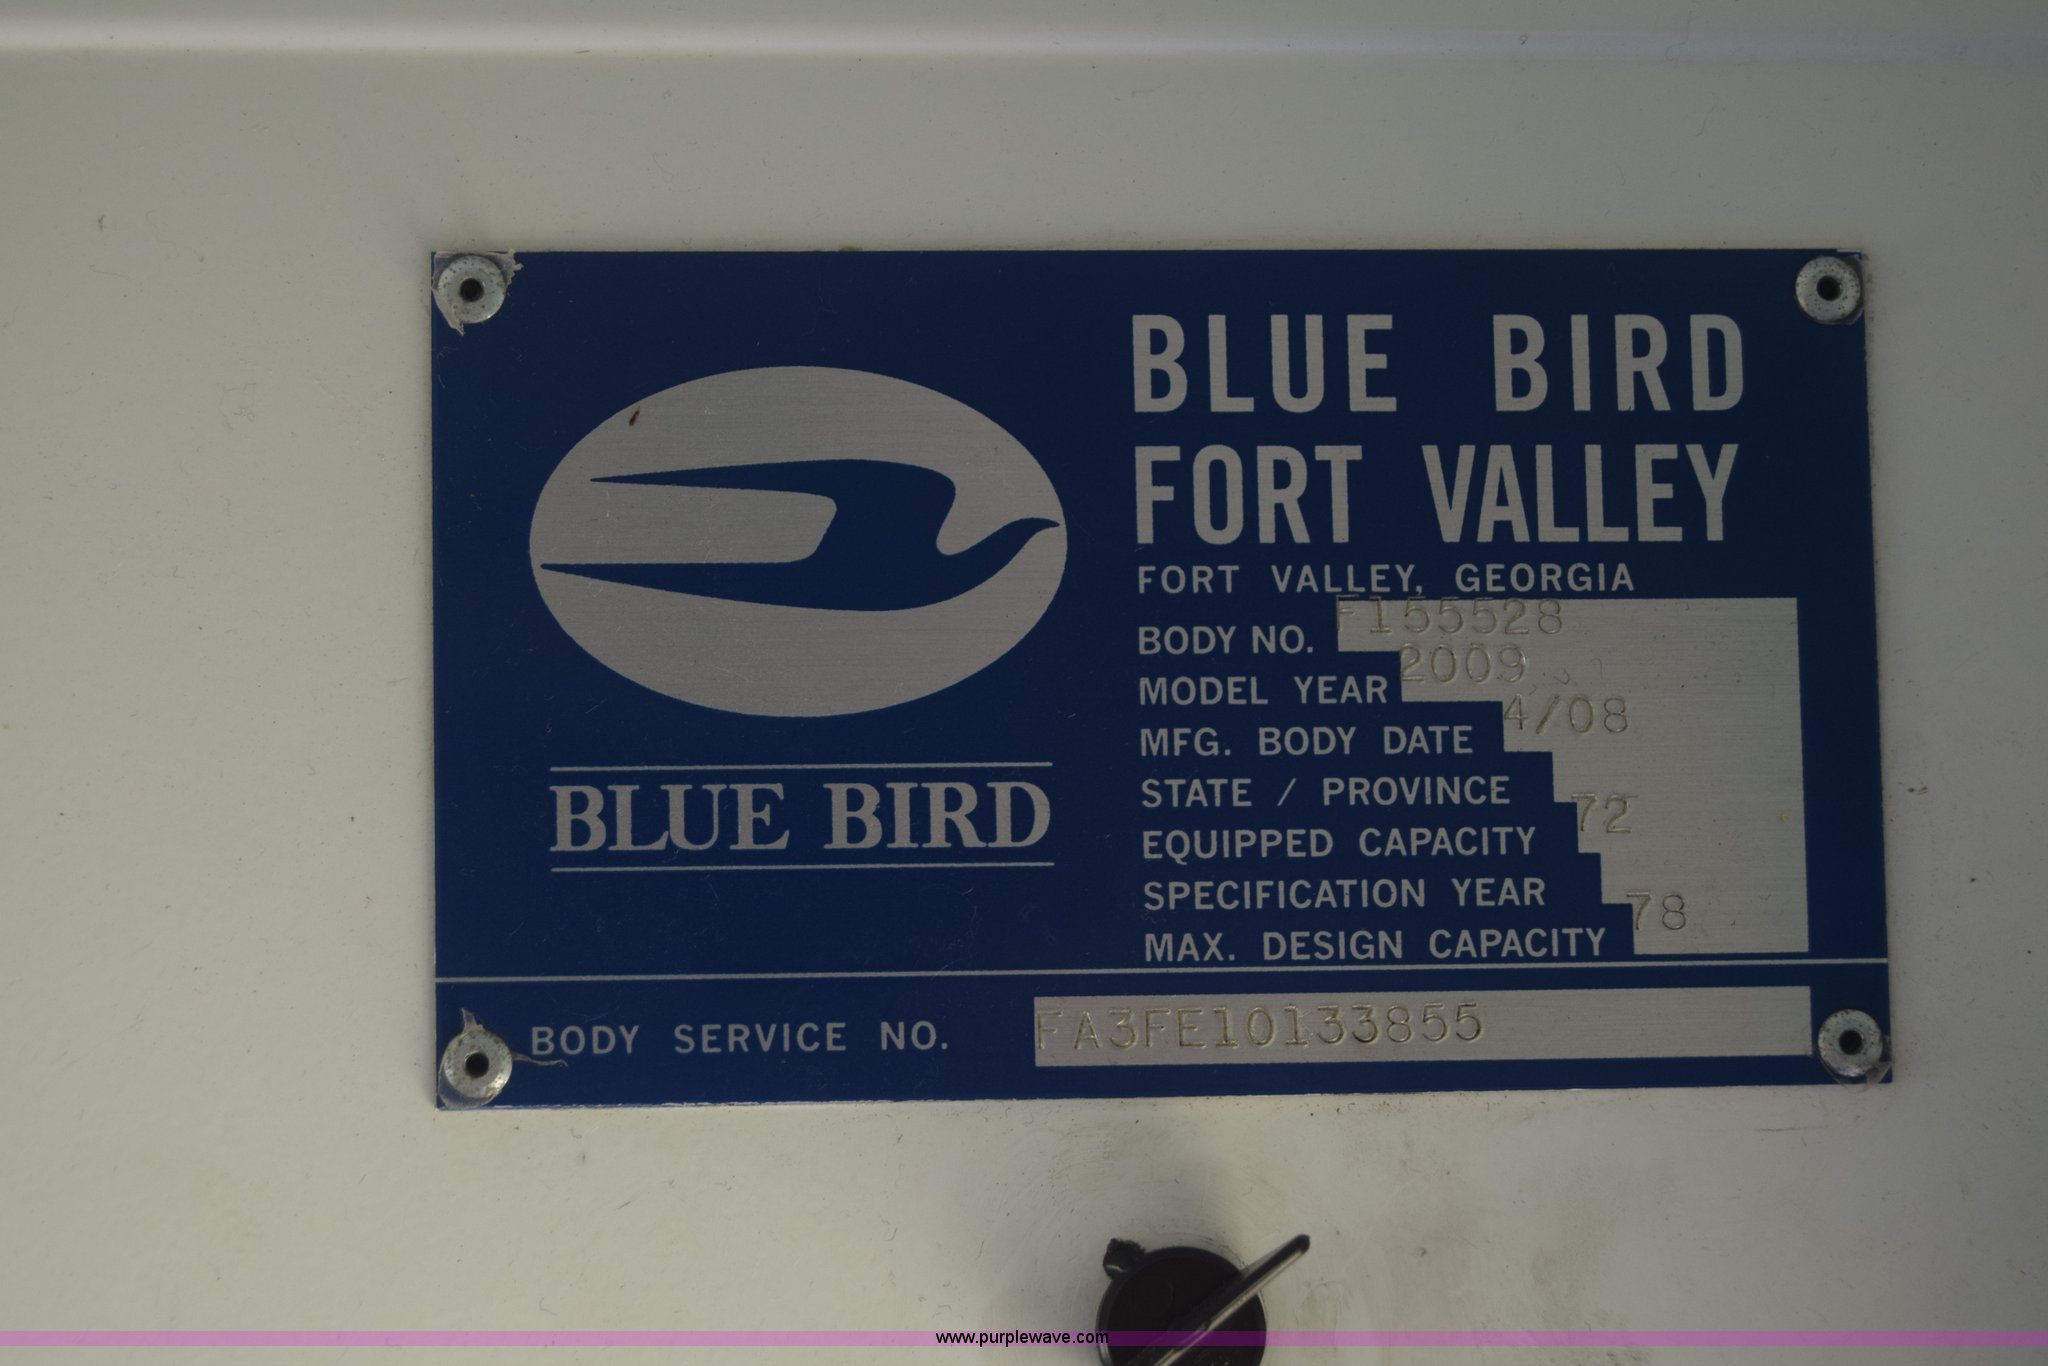 BLUE BIRD
FORT VALLEY
FORT VALLEY, GEORGIA
BODY NO. F155528
MODEL YEAR 2009
MFG. BODY DATE 4/08
STATE / PROVINCE
EQUIPPED CAPACITY 72
SPECIFICATION YEAR
MAX. DESIGN CAPACITY 78
BLUE BIRD
BODY SERVICE NO. FA3FE10133855
www.purplewave.com